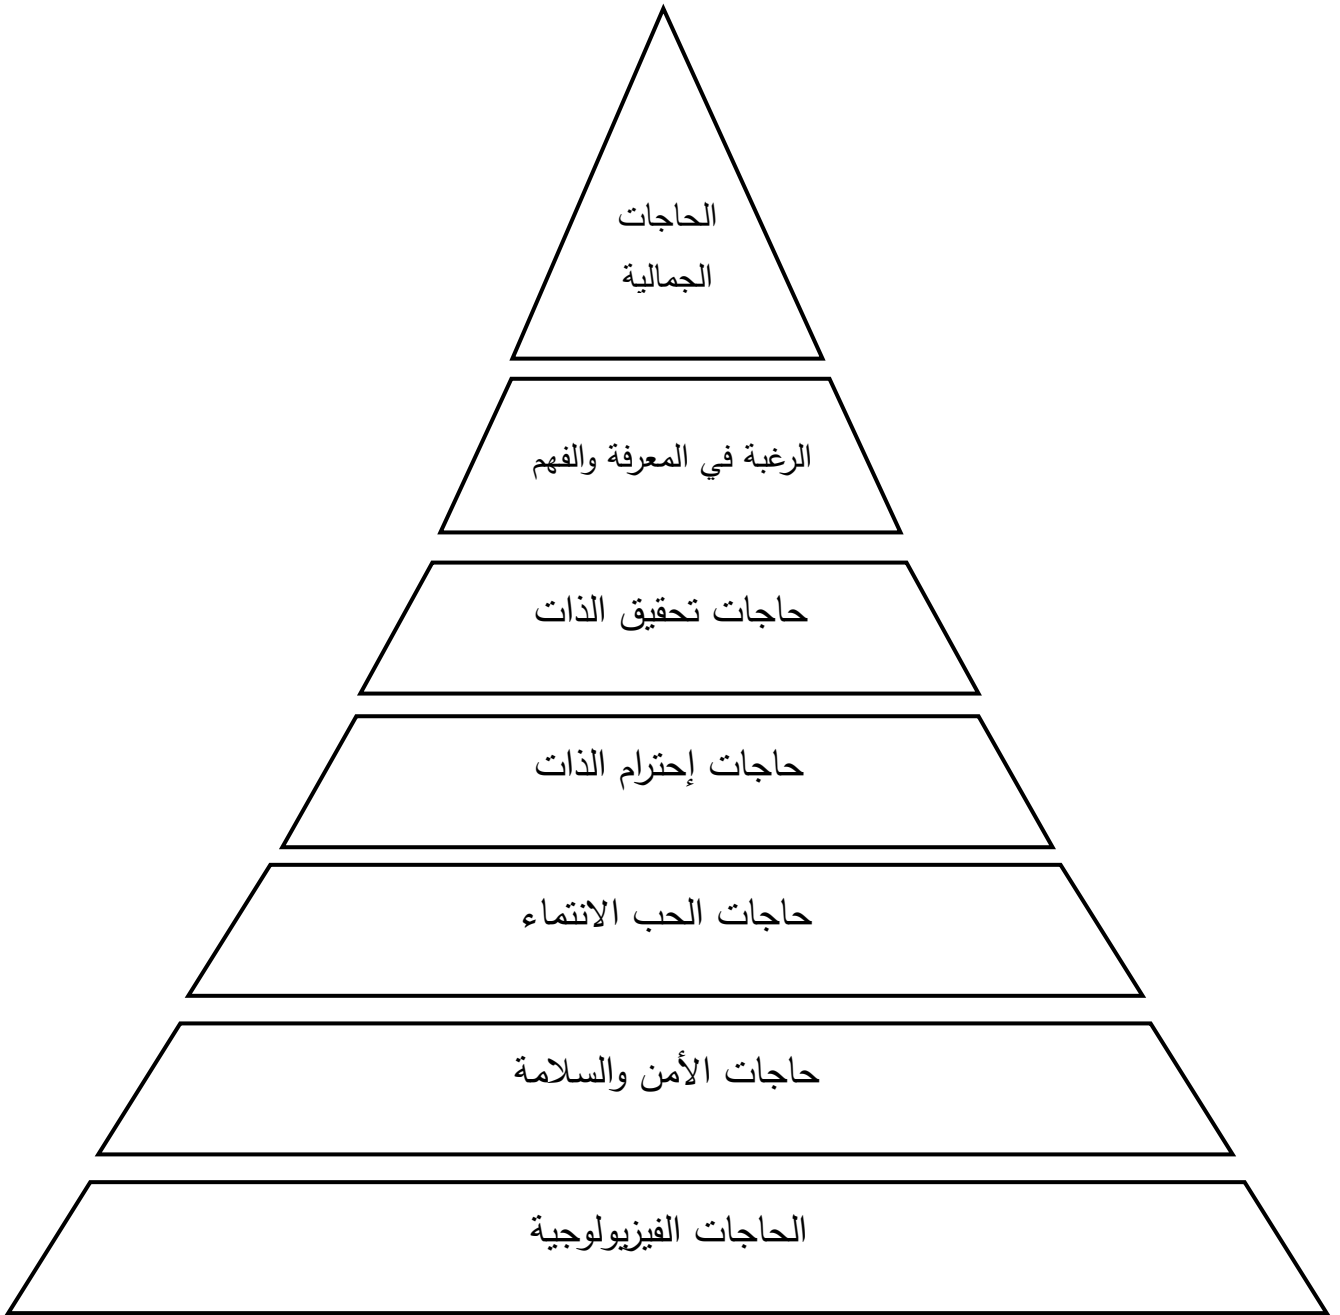 الحاجات
الجمالية
الرغبة في المعرفة والفهم
حاجات تحقيق الذات
حاجات إحترام الذات
حاجات الحب الانتماء
حاجات الأمن والسلامة
الحاجات الفيزيولوجية